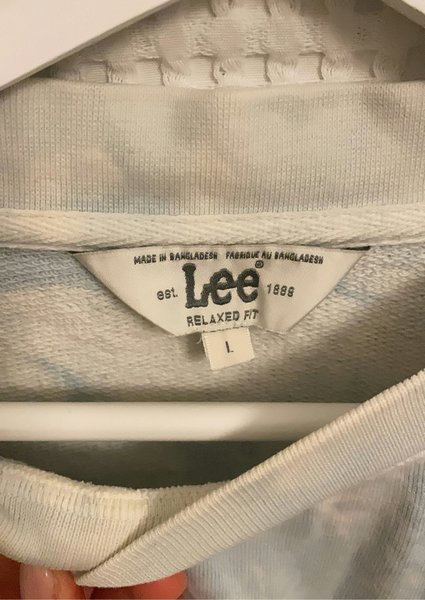 MADE IN BANGLADESH FABRIQUE AU BANGLADESH
est. Lee® 1889
RELAXED FIT
L